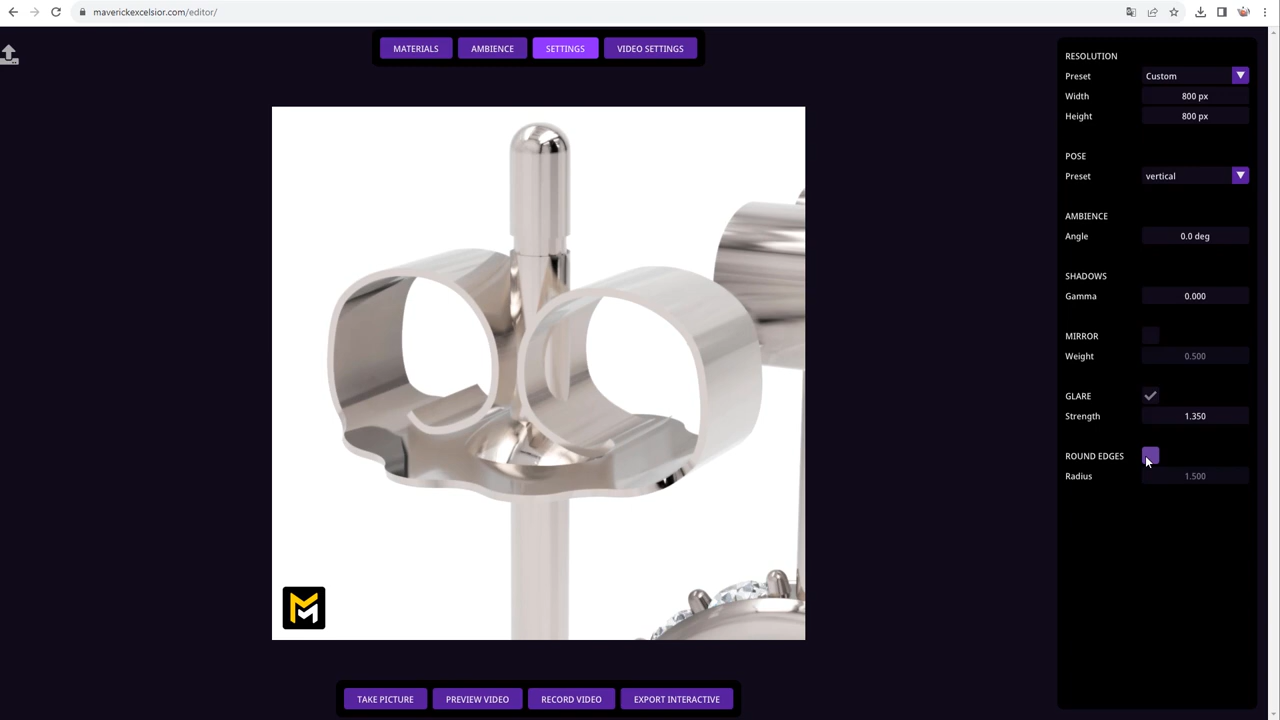 maverickexcelsior.com/editor/
MATERIALS
AMBIENCE
SETTINGS
VIDEO SETTINGS
RESOLUTION
Preset Custom
Width 800 px
Height 800 px
POSE
Preset vertical
AMBIENCE
Angle 0.0 deg
SHADOWS
Gamma 0.000
MIRROR
Weight 0.500
GLARE
Strength 1.350
ROUND EDGES
Radius 1.500
TAKE PICTURE
PREVIEW VIDEO
RECORD VIDEO
EXPORT INTERACTIVE